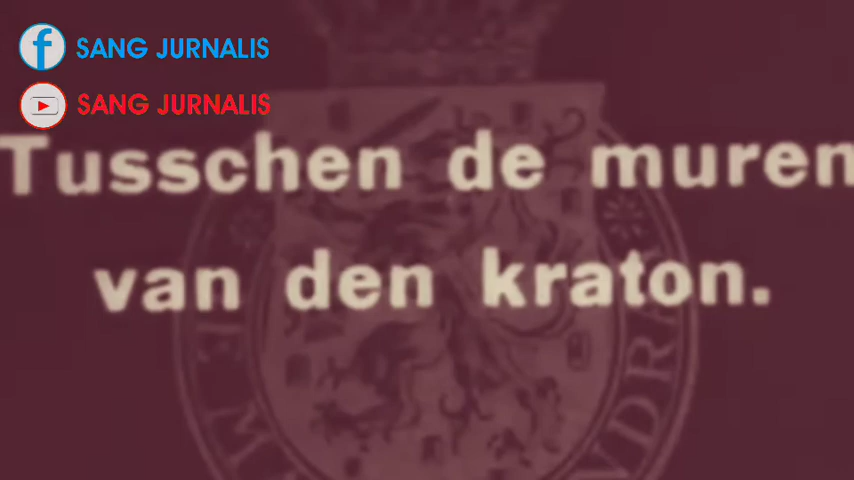 SANG JURNALIS
SANG JURNALIS
Tusschen de muren
van den kraton.